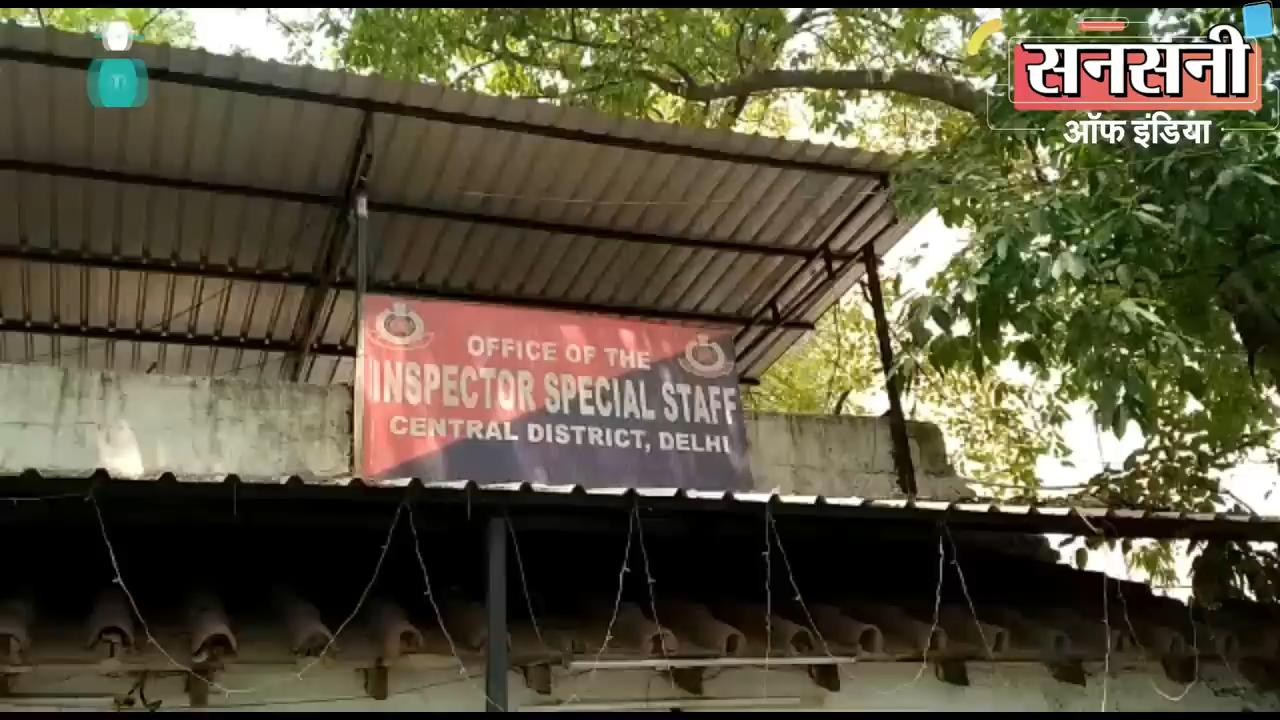 सनसनी
ऑफ इंडिया
OFFICE OF THE
INSPECTOR SPECIAL STAFF
CENTRAL DISTRICT, DELHI